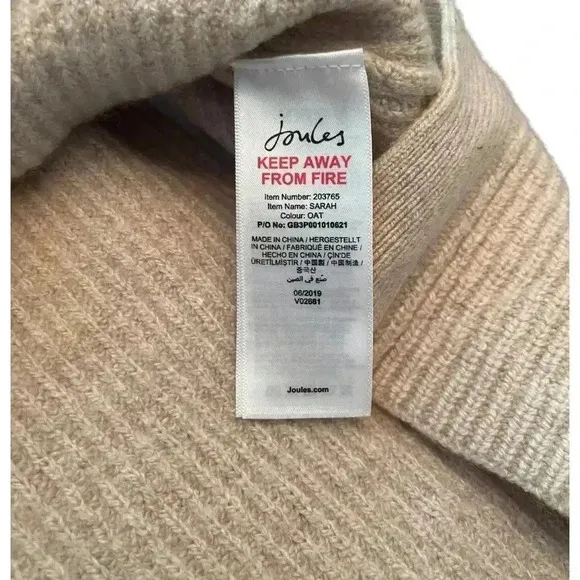 Joules
KEEP AWAY
FROM FIRE
Item Number: 203765
Item Name: SARAH
Colour: OAT
P/O No: GB3P001010621
MADE IN CHINA / HERGESTELLT
IN CHINA / FABRIQUÉ EN CHINE /
HECHO EN CHINA / ÇIN'DE
ÜRETILMIŞTIR / 中国製 / 中国制造 /
중국산
صنع في الصين
06/2019
V02681
Joules.com